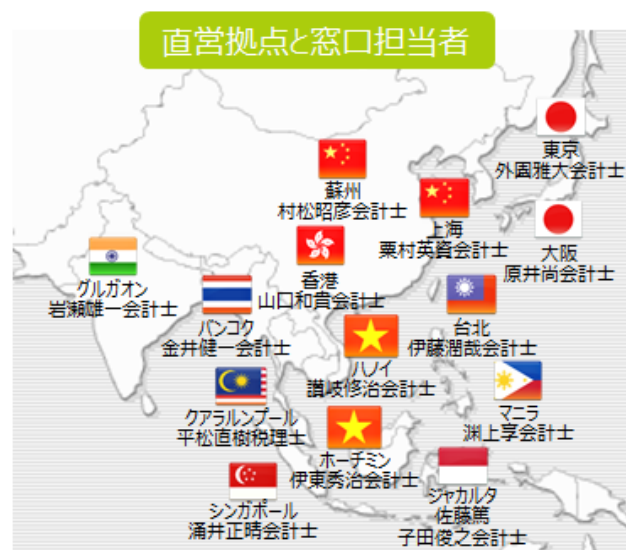 直営拠点と窓口担当者
東京
外園雅大会計士
蘇州
村松昭彦会計士
上海
粟村英資会計士
大阪
原井尚会計士
香港
山口和貴会計士
グルガオン
岩瀬雄一会計士
バンコク
金井健一会計士
台北
伊藤潤哉会計士
ハノイ
讃岐修治会計士
マニラ
渊上享会計士
クアラルンプール
平松直樹税理士
ホーチミン
伊東秀治会計士
シンガポール
涌井正晴会計士
ジャカルタ
佐藤篤
子田俊之会計士